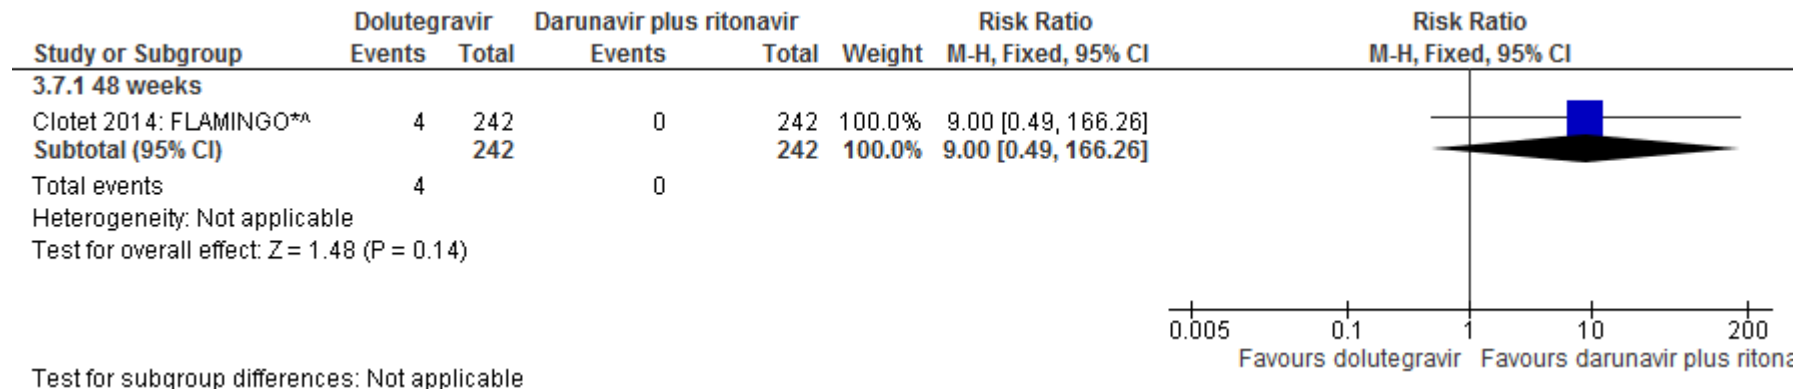 Dolutegravir Darunavir plus ritonavir Risk Ratio Risk Ratio
Study or Subgroup Events Total Events Total Weight M-H, Fixed, 95% CI M-H, Fixed, 95% CI
3.7.1 48 weeks
Clotet 2014: FLAMINGO*^ 4 242 0 242 100.0% 9.00 [0.49, 166.26]
Subtotal (95% CI) 242 242 100.0% 9.00 [0.49, 166.26]
Total events 4 0
Heterogeneity: Not applicable
Test for overall effect: Z = 1.48 (P = 0.14)
0.005 0.1 1 10 200
Favours dolutegravir Favours darunavir plus ritona
Test for subgroup differences: Not applicable